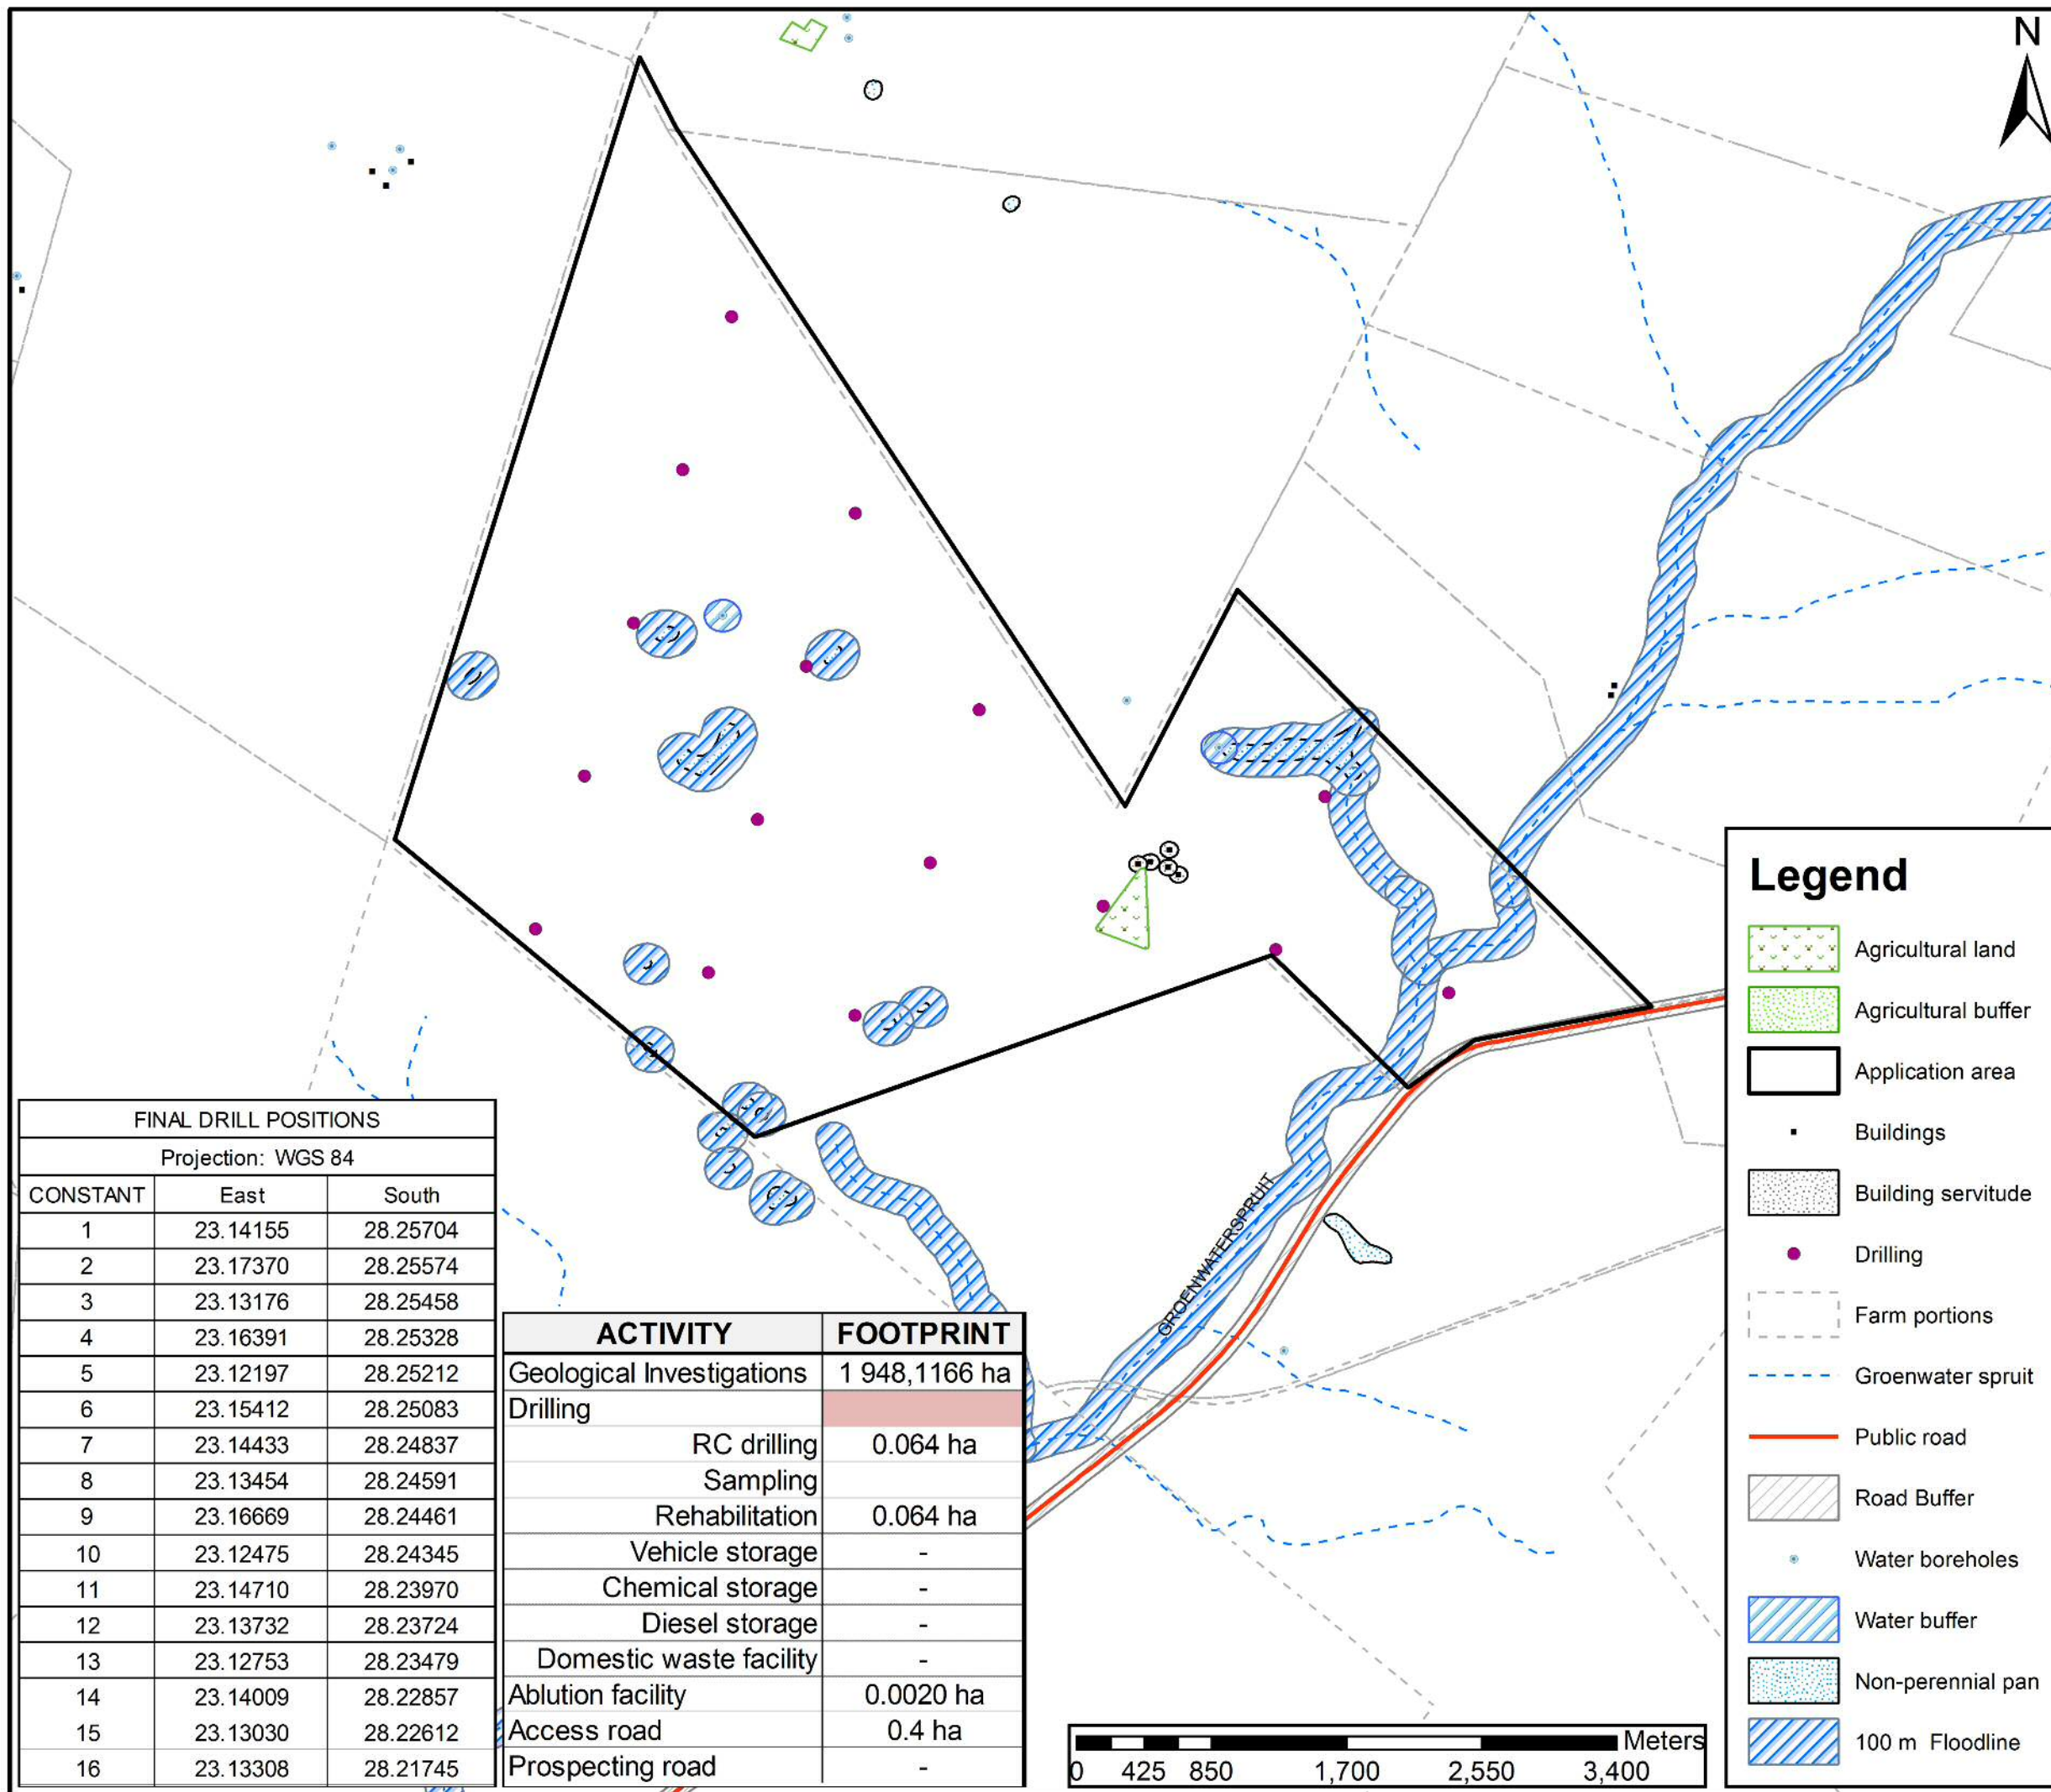 N
GROENWATERSPRUIT
FINAL DRILL POSITIONS
Projection: WGS 84
CONSTANT East South
1 23.14155 28.25704
2 23.17370 28.25574
3 23.13176 28.25458
4 23.16391 28.25328
5 23.12197 28.25212
6 23.15412 28.25083
7 23.14433 28.24837
8 23.13454 28.24591
9 23.16669 28.24461
10 23.12475 28.24345
11 23.14710 28.23970
12 23.13732 28.23724
13 23.12753 28.23479
14 23.14009 28.22857
15 23.13030 28.22612
16 23.13308 28.21745
ACTIVITY FOOTPRINT
Geological Investigations 1 948,1166 ha
Drilling
RC drilling 0.064 ha
Sampling
Rehabilitation 0.064 ha
Vehicle storage -
Chemical storage -
Diesel storage -
Domestic waste facility -
Ablution facility 0.0020 ha
Access road 0.4 ha
Prospecting road -
Meters
0 425 850 1,700 2,550 3,400
Legend
Agricultural land
Agricultural buffer
Application area
Buildings
Building servitude
Drilling
Farm portions
Groenwater spruit
Public road
Road Buffer
Water boreholes
Water buffer
Non-perennial pan
100 m Floodline